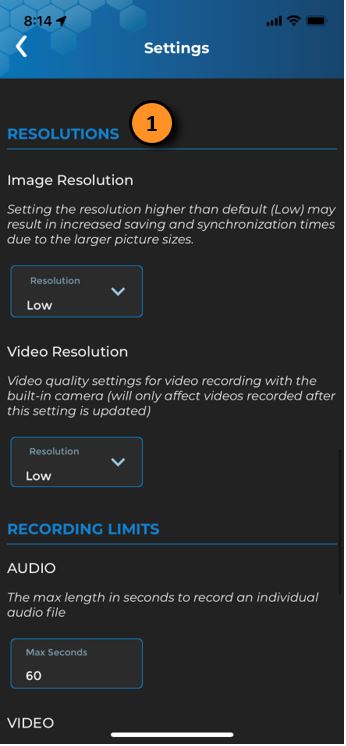 8:14
Settings
RESOLUTIONS
1
Image Resolution
Setting the resolution higher than default (Low) may
result in increased saving and synchronization times
due to the larger picture sizes.
Resolution
Low
Video Resolution
Video quality settings for video recording with the
built-in camera (will only affect videos recorded after
this setting is updated)
Resolution
Low
RECORDING LIMITS
AUDIO
The max length in seconds to record an individual
audio file
Max Seconds
60
VIDEO